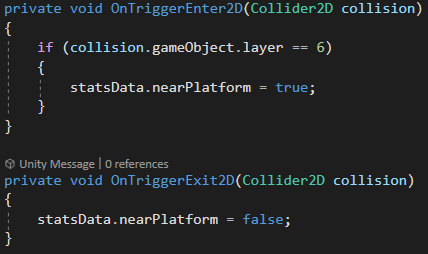 private void OnTriggerEnter2D(Collider2D collision)
{
if (collision.gameObject.layer == 6)
{
statsData.nearPlatform = true;
}
}
Unity Message | 0 references
private void OnTriggerExit2D(Collider2D collision)
{
statsData.nearPlatform = false;
}